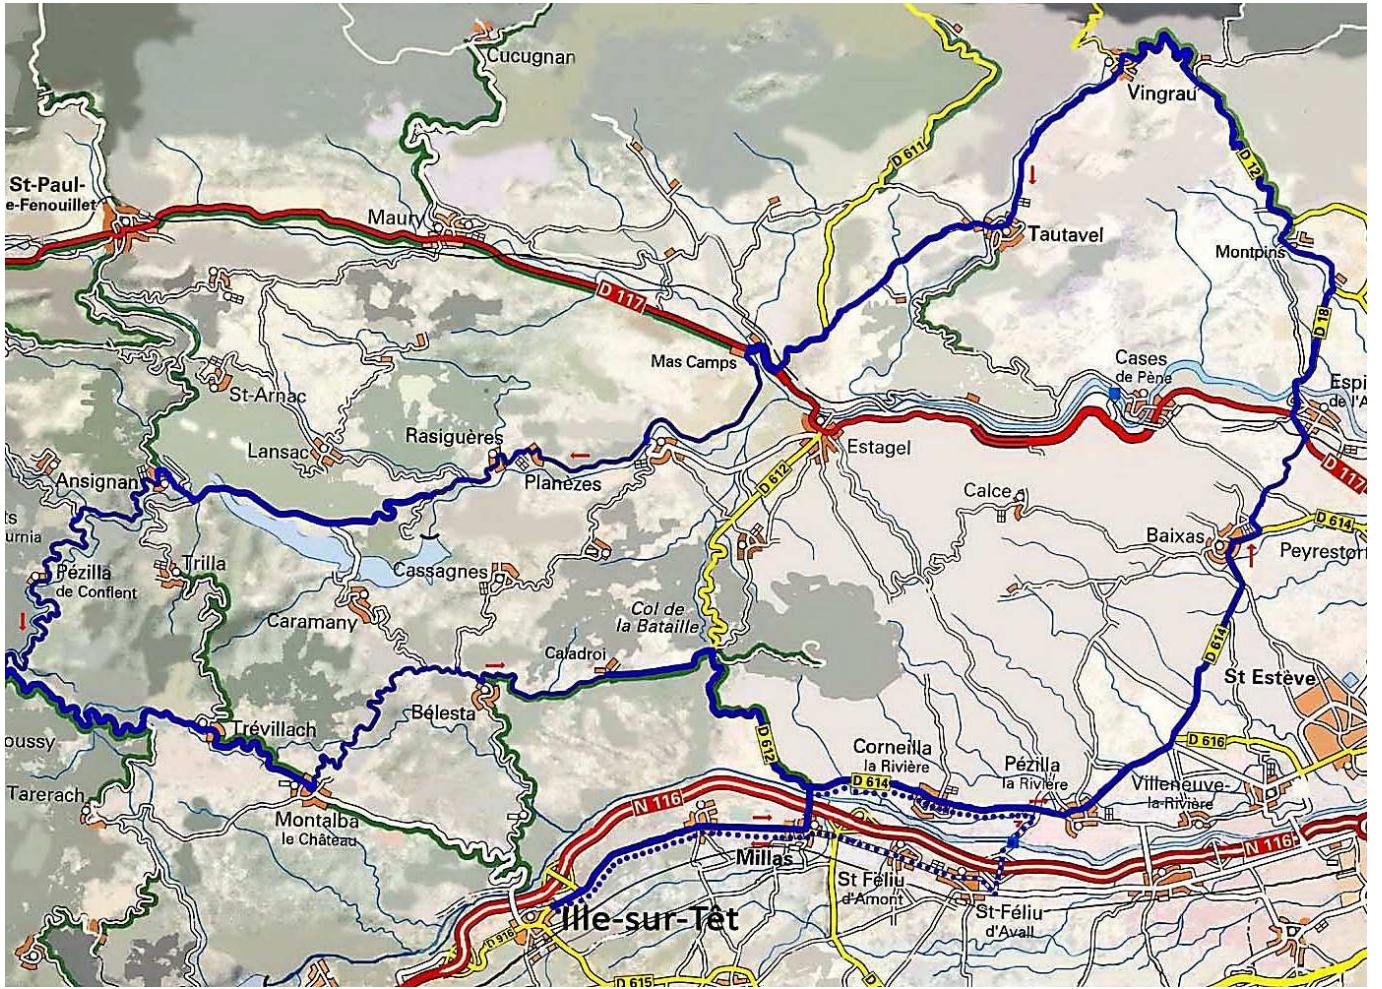 Cucugnan
Vingrau
D 611
D 12
St-Paul-
e-Fenouillet
Maury
Tautavel
Montpins
D 117
D 18
Mas Camps
Cases
de Pène
Espi
de l'A
St-Arnac
Rasiguères
Lansac
Estagel
D 117
Ansignan
Planèzes
D 612
Calce
ts
urnia
D 614
Baixas
Peyrestor
Trilla
Pézilla
de Conflent
Cassagnes
Caramany
Col de
la Bataille
D 614
Caladroi
St Estève
Bélesta
Trévillach
oussy
D 612
Corneilla
la Rivière
D 616
Pézilla
la Rivière
D 614
Villeneuve-
la-Rivière
Tarerach
N 116
Montalba
le Château
N 116
Millas
St Féliu
d'Amont
Ille-sur-Têt
St-Féliu
d'Avall
D 916
D 615
D